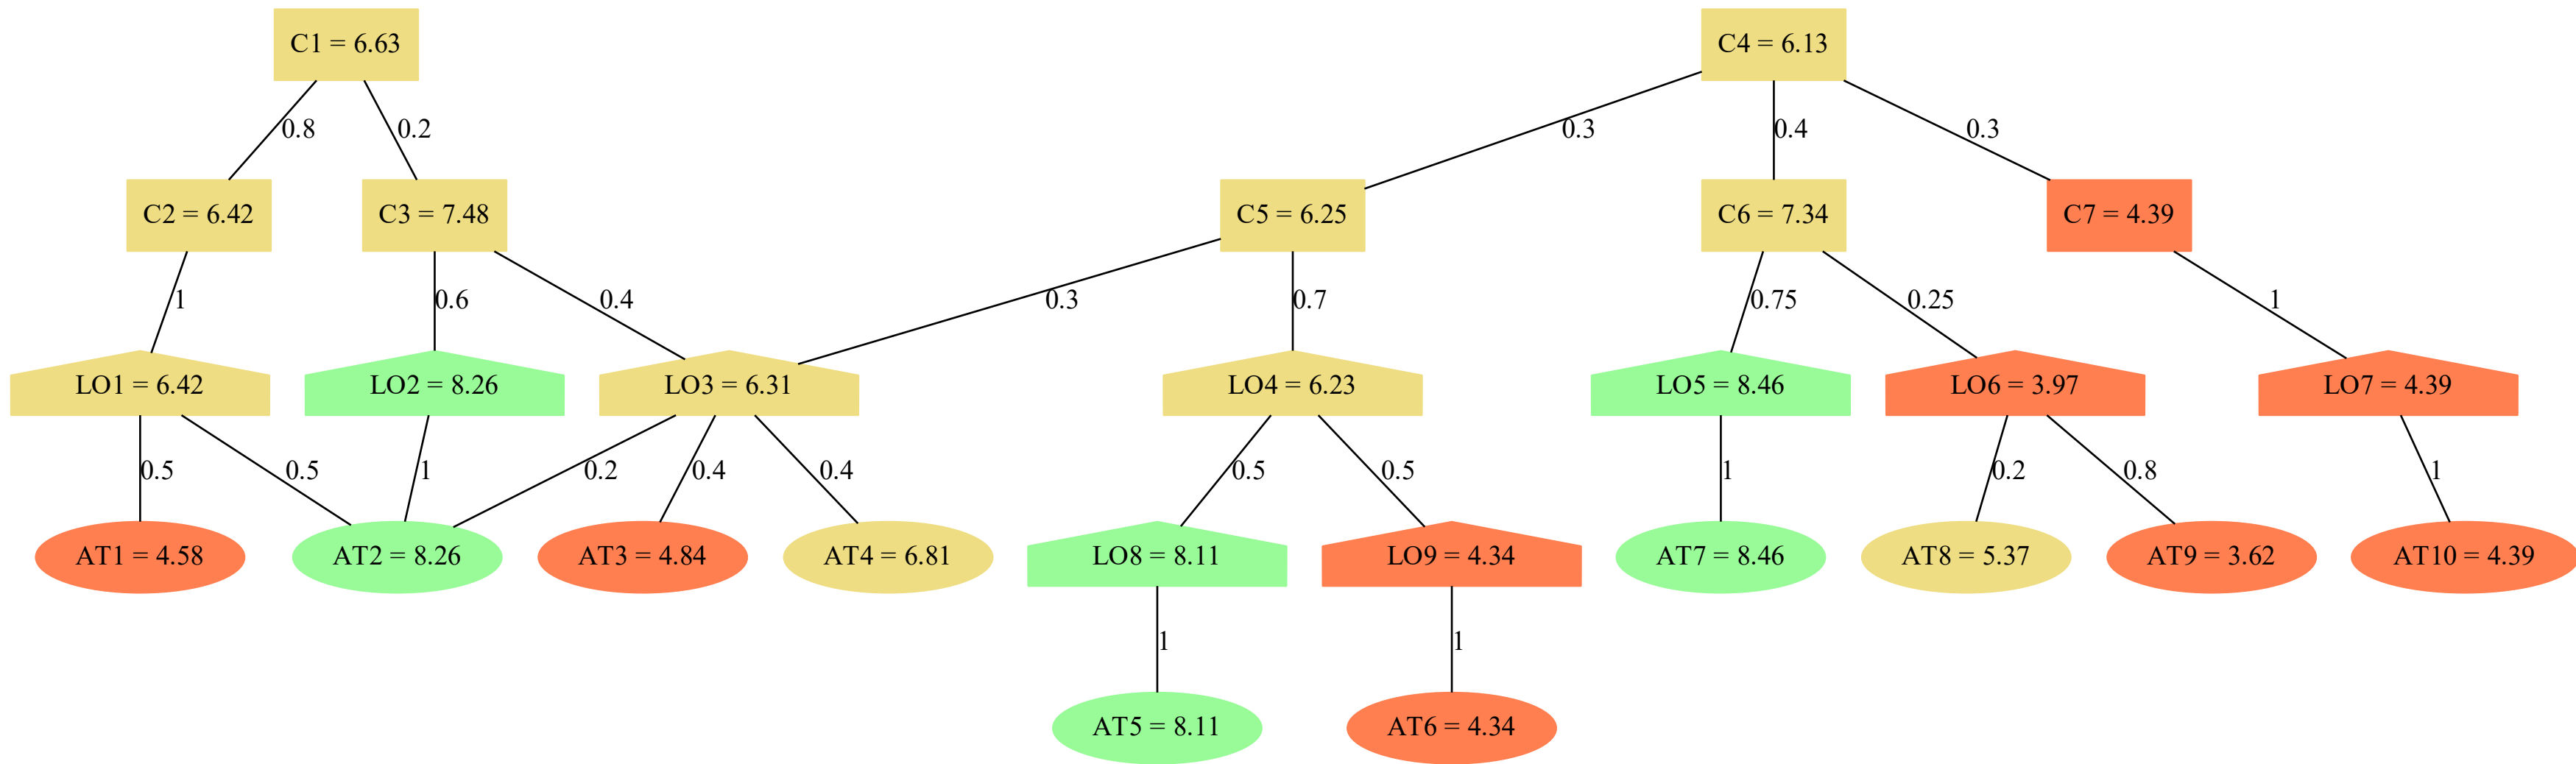 C1 = 6.63
C4 = 6.13
0.8
0.2
0.3
0.4
0.3
C2 = 6.42
C3 = 7.48
C5 = 6.25
C6 = 7.34
C7 = 4.39
1
0.6
0.4
0.3
0.7
0.75
0.25
1
LO1 = 6.42
LO2 = 8.26
LO3 = 6.31
LO4 = 6.23
LO5 = 8.46
LO6 = 3.97
LO7 = 4.39
0.5
0.5
1
0.2
0.4
0.4
0.5
0.5
1
0.2
0.8
1
AT1 = 4.58
AT2 = 8.26
AT3 = 4.84
AT4 = 6.81
LO8 = 8.11
LO9 = 4.34
AT7 = 8.46
AT8 = 5.37
AT9 = 3.62
AT10 = 4.39
1
1
AT5 = 8.11
AT6 = 4.34